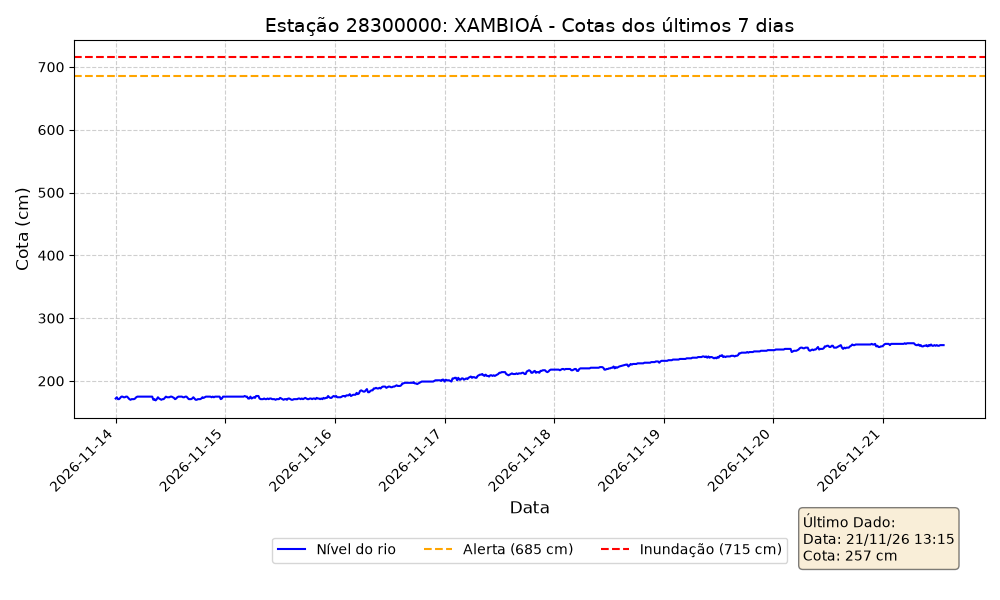 Estação 28300000: XAMBIOÁ - Cotas dos últimos 7 dias
Cota (cm)
700
600
500
400
300
200
2026-11-14
2026-11-15
2026-11-16
2026-11-17
2026-11-18
2026-11-19
2026-11-20
2026-11-21
Data
Nível do rio
Alerta (685 cm)
Inundação (715 cm)
Último Dado:
Data: 21/11/26 13:15
Cota: 257 cm